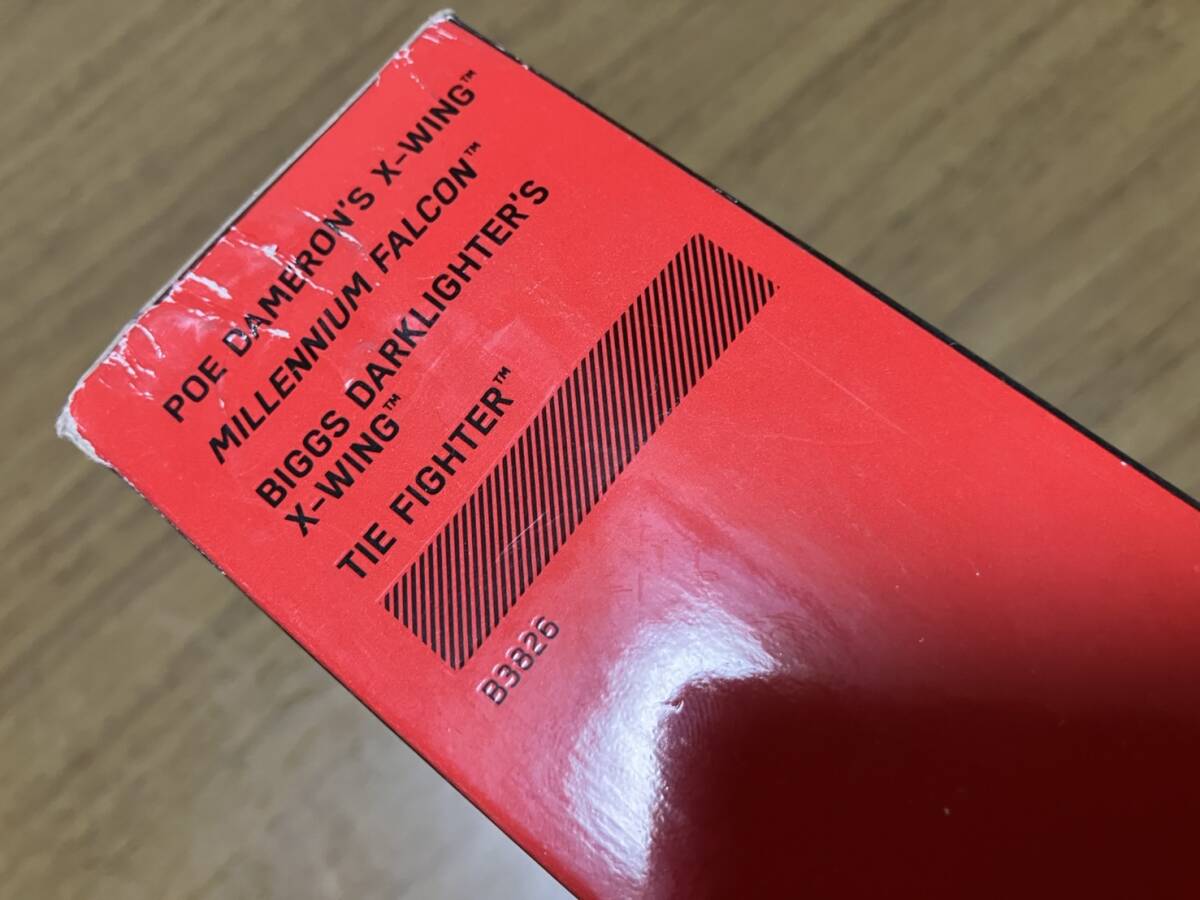 POE DAMERON'S X-WING™
MILLENNIUM FALCON™
BIGGS DARKLIGHTER'S
X-WING™
TIE FIGHTER™
B3826